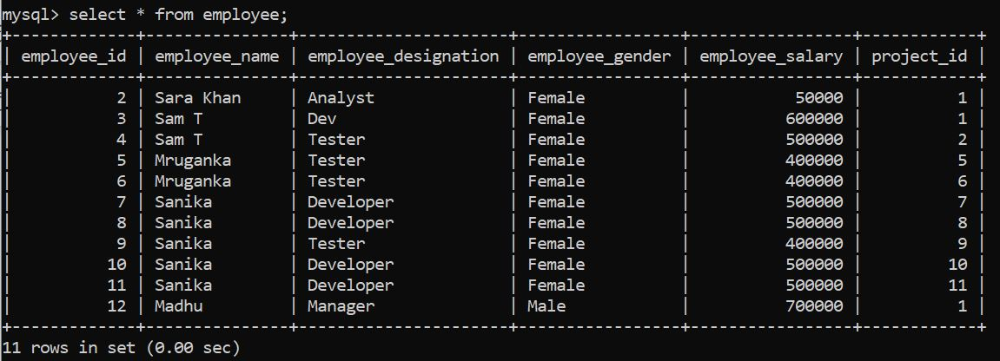 mysql> select * from employee;
+-------------+---------------+----------------------+-----------------+-----------------+------------+
| employee_id | employee_name | employee_designation | employee_gender | employee_salary | project_id |
+-------------+---------------+----------------------+-----------------+-----------------+------------+
|           2 | Sara Khan     | Analyst              | Female          |           50000 |          1 |
|           3 | Sam T         | Dev                  | Female          |          600000 |          1 |
|           4 | Sam T         | Tester               | Female          |          500000 |          2 |
|           5 | Mruganka      | Tester               | Female          |          400000 |          5 |
|           6 | Mruganka      | Tester               | Female          |          400000 |          6 |
|           7 | Sanika        | Developer            | Female          |          500000 |          7 |
|           8 | Sanika        | Developer            | Female          |          500000 |          8 |
|           9 | Sanika        | Tester               | Female          |          400000 |          9 |
|          10 | Sanika        | Developer            | Female          |          500000 |         10 |
|          11 | Sanika        | Developer            | Female          |          500000 |         11 |
|          12 | Madhu         | Manager              | Male            |          700000 |          1 |
+-------------+---------------+----------------------+-----------------+-----------------+------------+
11 rows in set (0.00 sec)